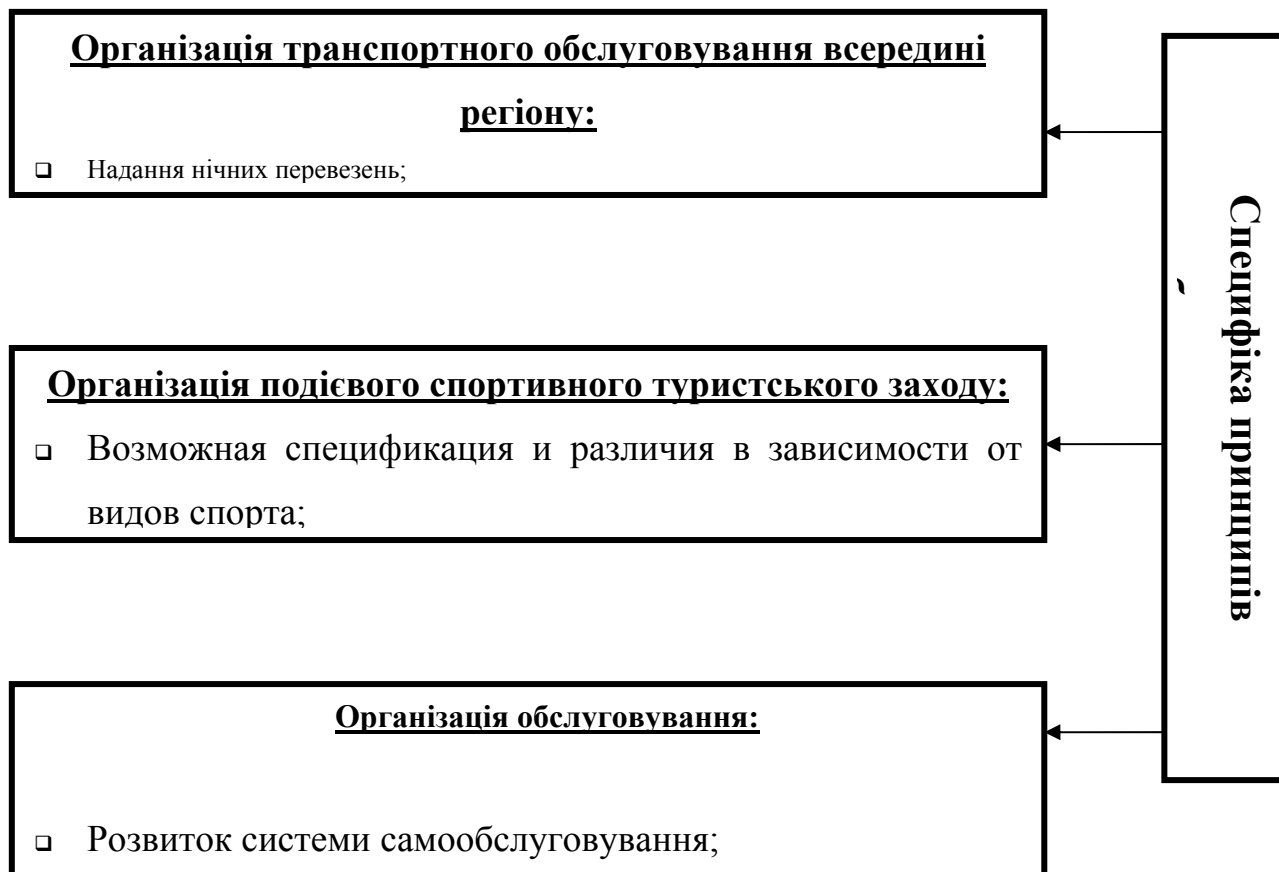 Організація транспортного обслуговування всередині
регіону:
❑ Надання нічних перевезень;
Організація подієвого спортивного туристського заходу:
❑ Возможная спецификация и различия в зависимости от
видов спорта;
Організація обслуговування:
❑ Розвиток системи самообслуговування;
Специфіка принципів